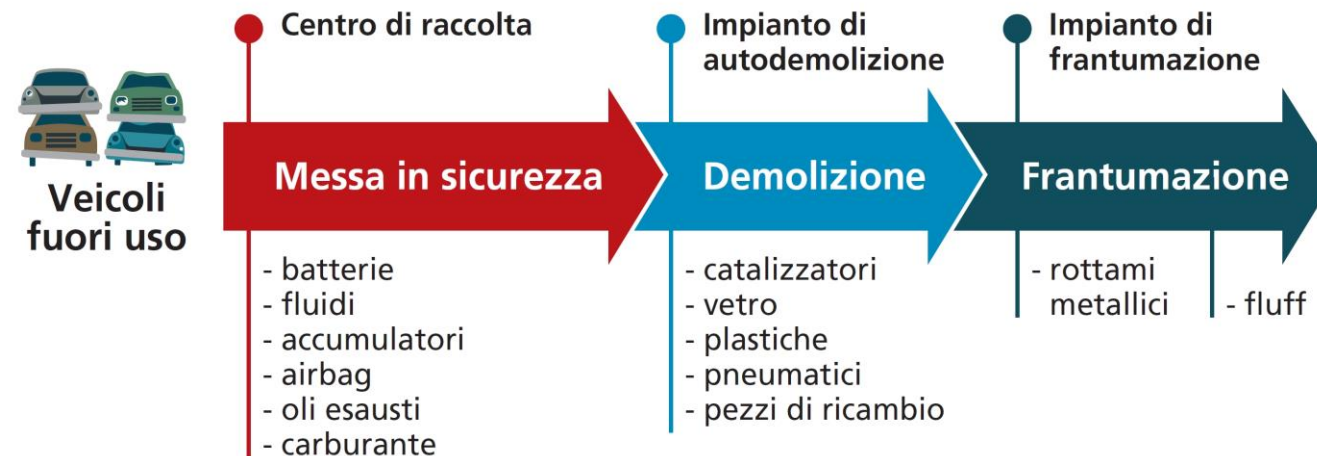 Veicoli
fuori uso
Centro di raccolta
Messa in sicurezza
- batterie
- fluidi
- accumulatori
- airbag
- oli esausti
- carburante
Impianto di
autodemolizione
Demolizione
- catalizzatori
- vetro
- plastiche
- pneumatici
- pezzi di ricambio
Impianto di
frantumazione
Frantumazione
- rottami
metallici
- fluff